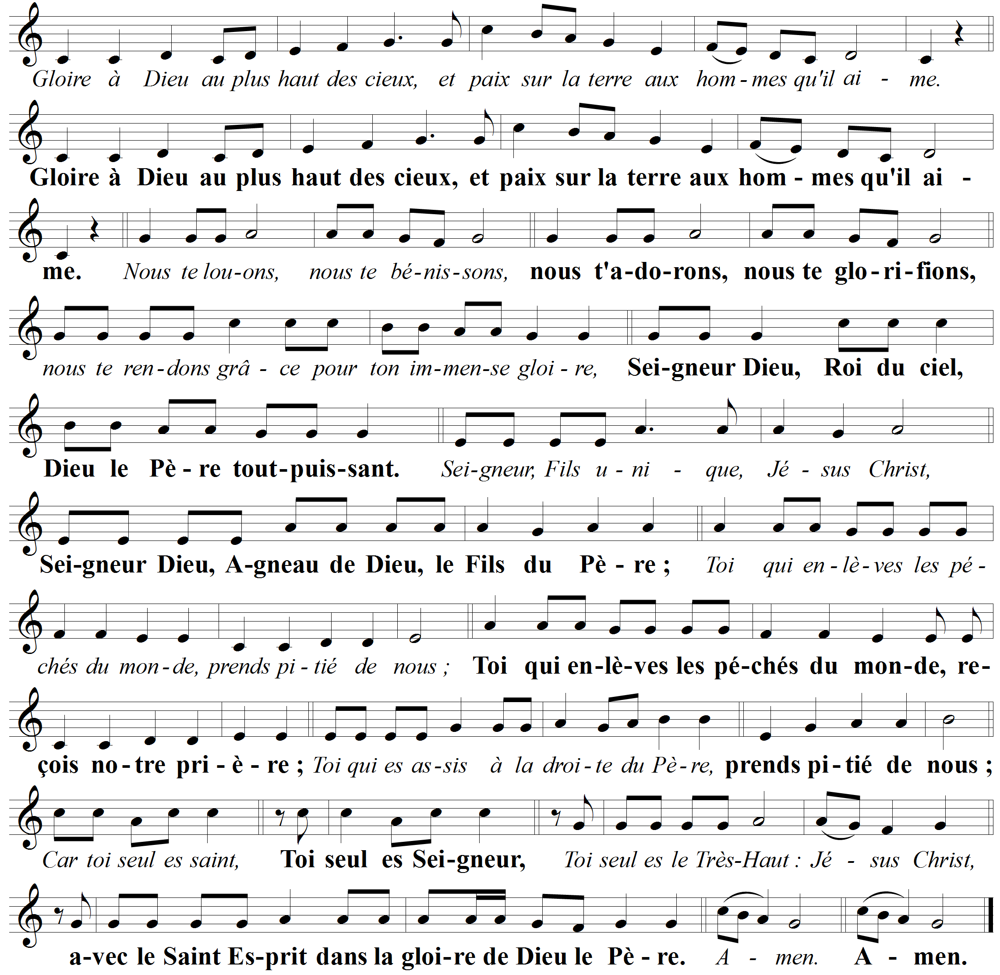 Gloire à Dieu au plus haut des cieux, et paix sur la terre aux hom-mes qu'il ai - me.
Gloire à Dieu au plus haut des cieux, et paix sur la terre aux hom-mes qu'il ai -
me. Nous te lou-ons, nous te bé-nis-sons, nous t'a-do-rons, nous te glo-ri-fions,
nous te ren-dons grâ - ce pour ton im-men-se gloi-re, Sei-gneur Dieu, Roi du ciel,
Dieu le Pè-re tout-puis-sant. Sei-gneur, Fils u-ni - que, Jé - sus Christ,
Sei-gneur Dieu, A-gneau de Dieu, le Fils du Pè-re ; Toi qui en-lè-ves les pé-
chés du mon-de, prends pi-tié de nous ; Toi qui en-lè-ves les pé-chés du mon-de, re-
çois no-tre pri-è-re ; Toi qui es as-sis à la droi-te du Pè-re, prends pi-tié de nous ;
Car toi seul es saint, Toi seul es Sei-gneur, Toi seul es le Très-Haut : Jé - sus Christ,
a-vec le Saint Es-prit dans la gloi-re de Dieu le Pè-re. A - men. A - men.